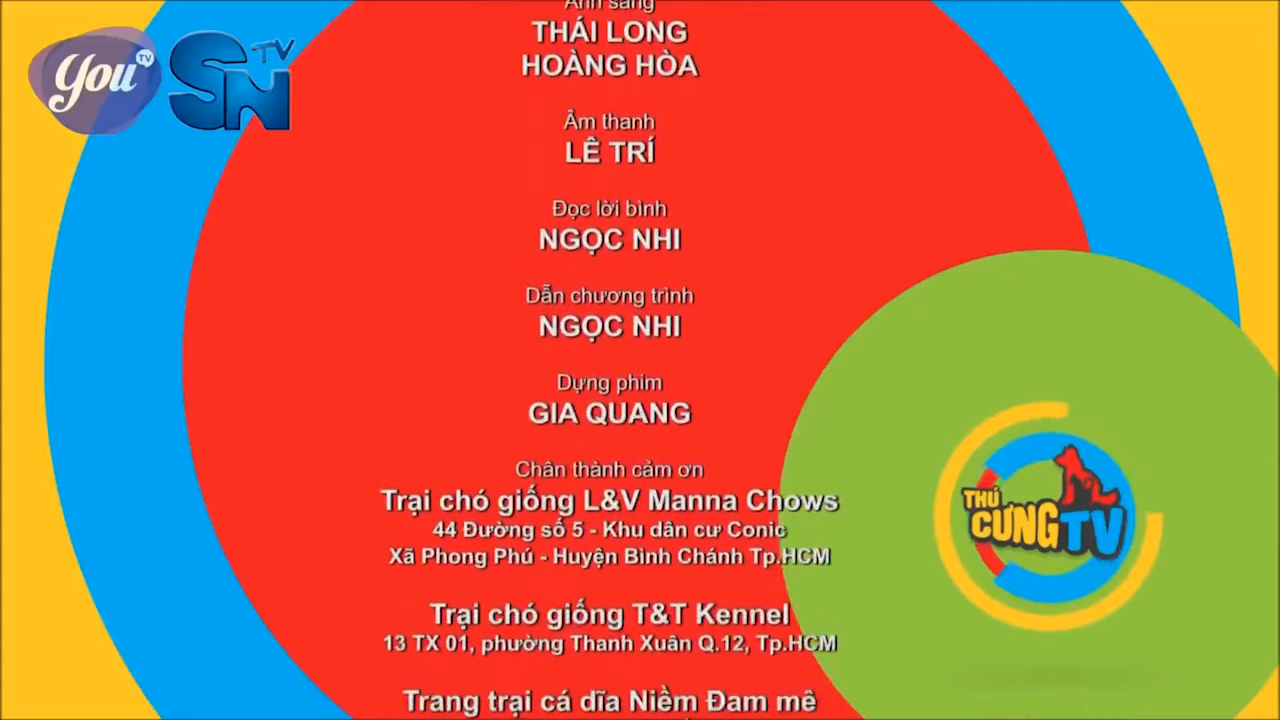 You TV
SN TV
Ánh sáng
THÁI LONG
HOÀNG HÒA
Âm thanh
LÊ TRÍ
Đọc lời bình
NGỌC NHI
Dẫn chương trình
NGỌC NHI
Dựng phim
GIA QUANG
Chân thành cảm ơn
Trại chó giống L&V Manna Chows
44 Đường số 5 - Khu dân cư Conic
Xã Phong Phú - Huyện Bình Chánh Tp.HCM
Trại chó giống T&T Kennel
13 TX 01, phường Thanh Xuân Q.12, Tp.HCM
Trang trại cá dĩa Niềm Đam mê
THÚ
CƯNG TV